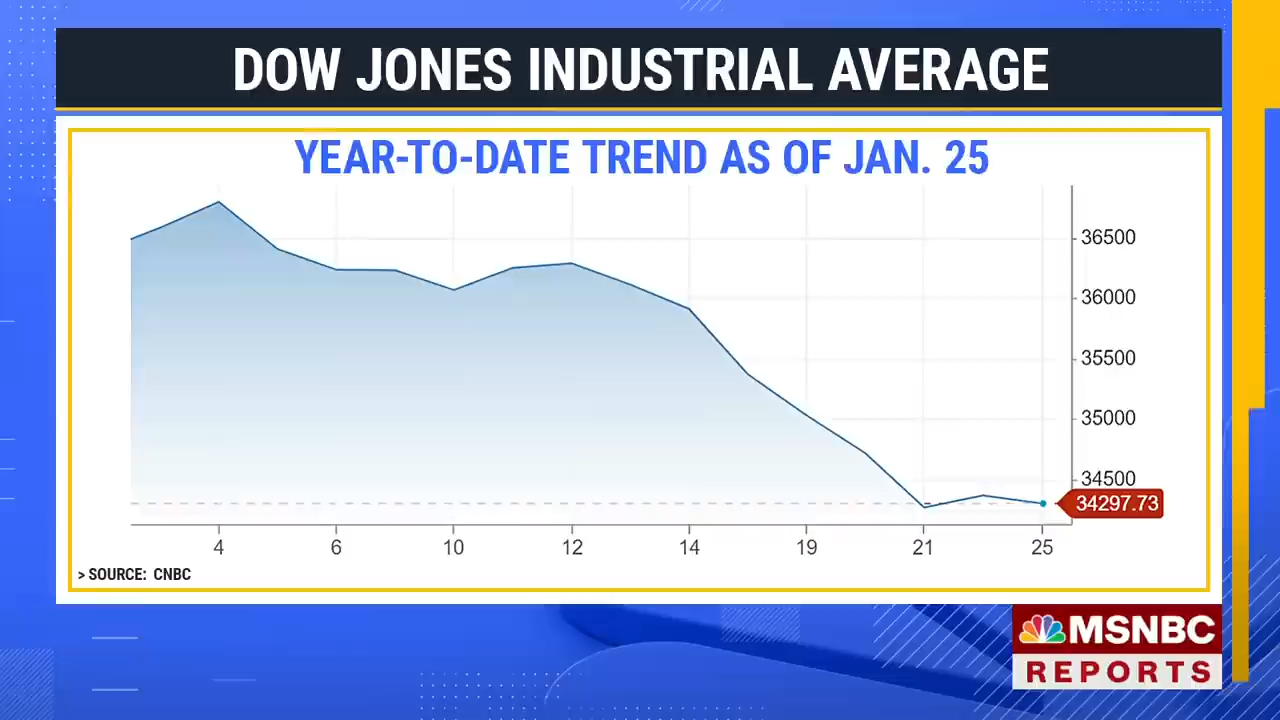 DOW JONES INDUSTRIAL AVERAGE
YEAR-TO-DATE TREND AS OF JAN. 25
36500
36000
35500
35000
34500
34297.73
4 6 10 12 14 19 21 25
> SOURCE: CNBC
MSNBC
REPORTS